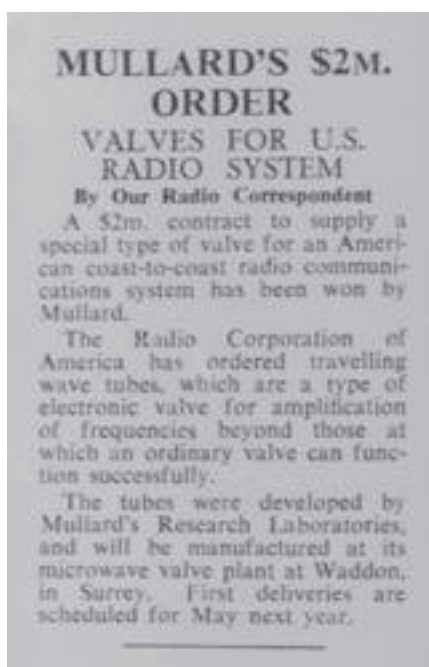 MULLARD'S $2M.
ORDER
VALVES FOR U.S.
RADIO SYSTEM
By Our Radio Correspondent
A $2m. contract to supply a
special type of valve for an Ameri-
can coast-to-coast radio communi-
cations system has been won by
Mullard.
The Radio Corporation of
America has ordered travelling
wave tubes, which are a type of
electronic valve for amplification
of frequencies beyond those at
which an ordinary valve can func-
tion successfully.
The tubes were developed by
Mullard's Research Laboratories,
and will be manufactured at its
microwave valve plant at Waddon,
in Surrey. First deliveries are
scheduled for May next year.